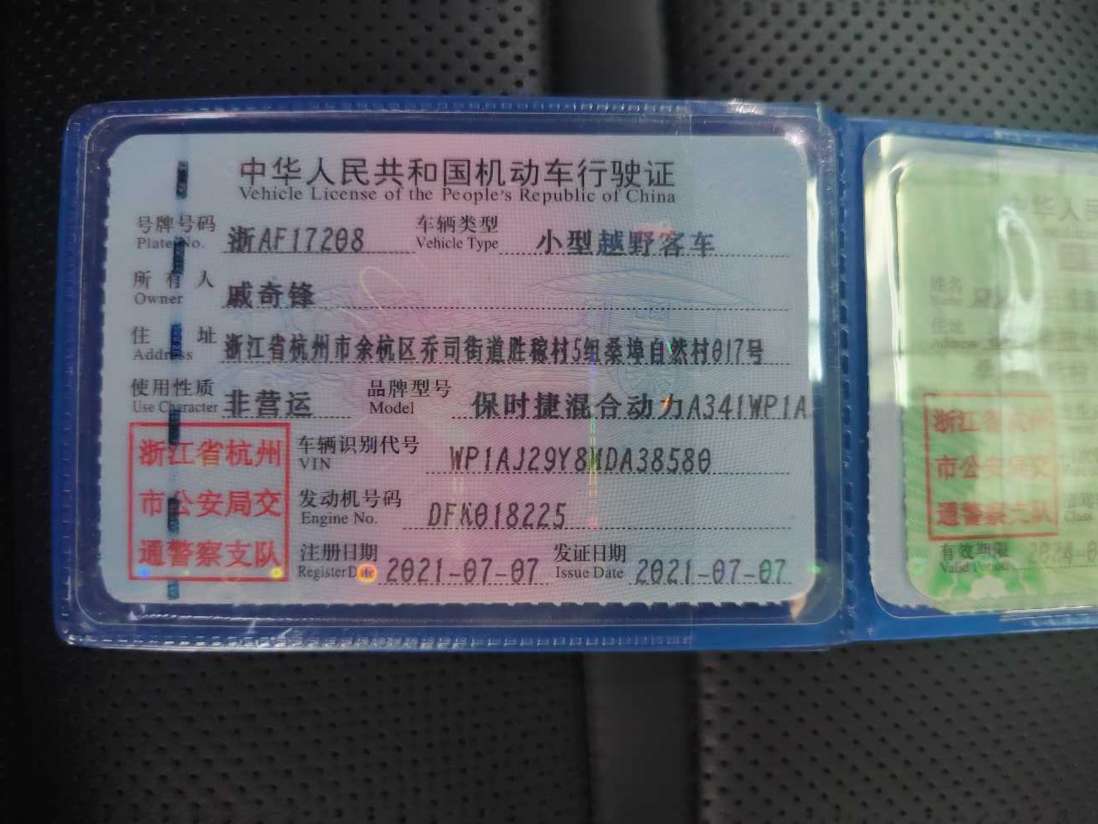 中华人民共和国机动车行驶证
Vehicle License of the People's Republic of China
号牌号码 浙AF17208 车辆类型 小型越野客车
Plate No. Vehicle Type
所有人 戚奇锋
Owner
住址 浙江省杭州市余杭区乔司街道胜稼村5组桑埠自然村017号
Address
使用性质 非营运 品牌型号 保时捷混合动力A341WP1A
Use Character Model
浙江省杭州
市公安局交
通警察支队
车辆识别代号 WP1AJ29Y8MDA38580
VIN
发动机号码 DFK018225
Engine No.
注册日期 2021-07-07 发证日期 2021-07-07
Register Date Issue Date
华人民
姓名
住址
浙江省杭州
市公安局交
通警察支队
有效期限
Valid Period